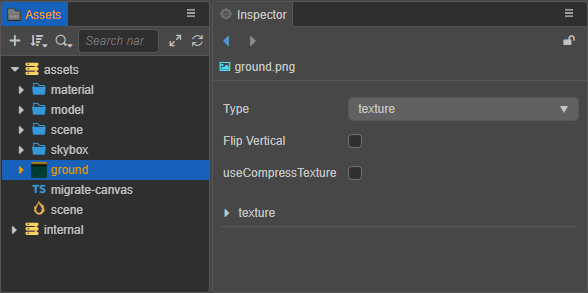 Assets
Search nar
assets
material
model
scene
skybox
ground
TS migrate-canvas
scene
internal
Inspector
ground.png
Type texture
Flip Vertical
useCompressTexture
texture